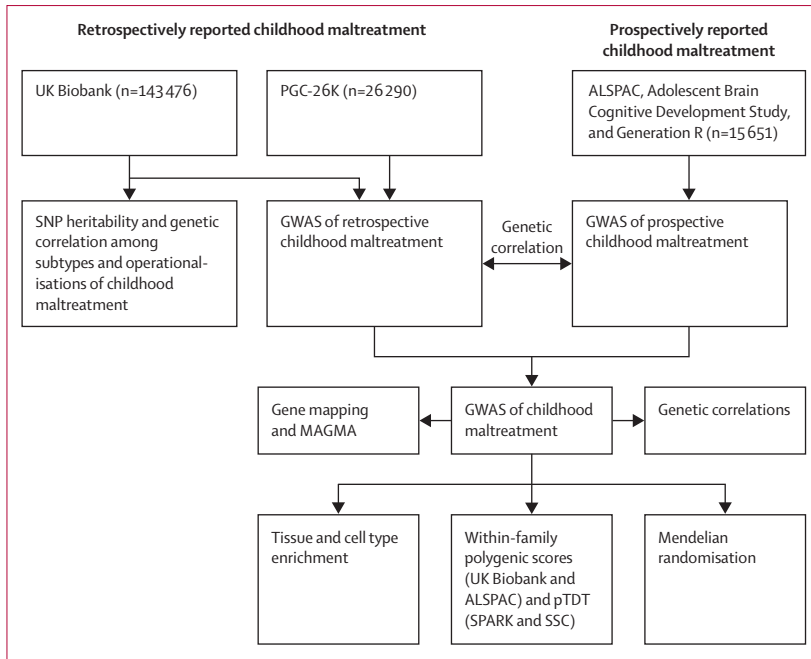 Retrospectively reported childhood maltreatment
Prospectively reported
childhood maltreatment
UK Biobank (n=143 476)
PGC-26K (n=26 290)
ALSPAC, Adolescent Brain
Cognitive Development Study,
and Generation R (n=15 651)
SNP heritability and genetic
correlation among
subtypes and operational-
isations of childhood
maltreatment
GWAS of retrospective
childhood maltreatment
Genetic
correlation
GWAS of prospective
childhood maltreatment
Gene mapping
and MAGMA
GWAS of childhood
maltreatment
Genetic correlations
Tissue and cell type
enrichment
Within-family
polygenic scores
(UK Biobank and
ALSPAC) and pTDT
(SPARK and SSC)
Mendelian
randomisation